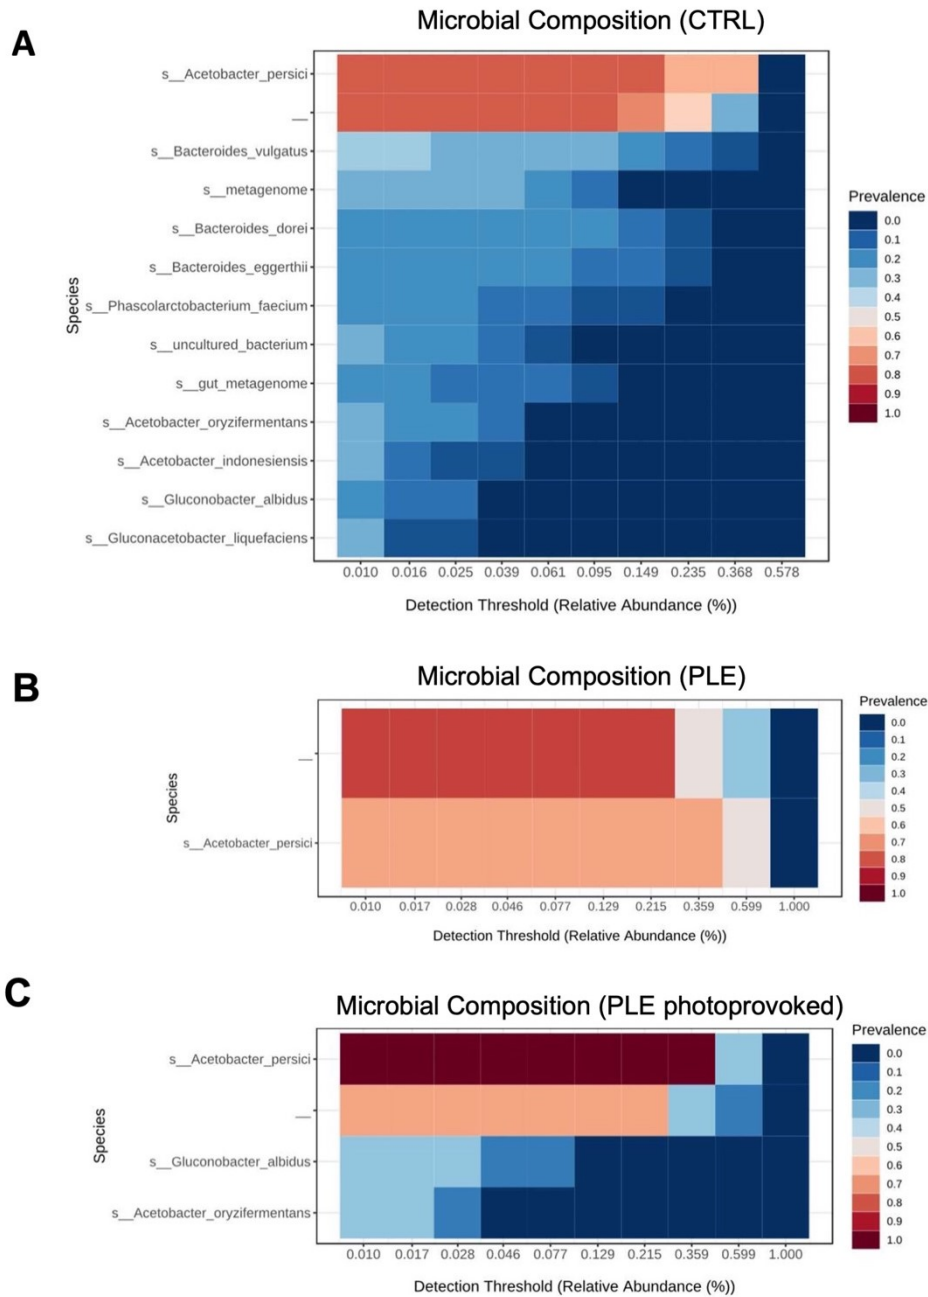 A
Microbial Composition (CTRL)
s__Acetobacter_persici
__
s__Bacteroides_vulgatus
s__metagenome
s__Bacteroides_dorei
s__Bacteroides_eggerthii
s__Phascolarctobacterium_faecium
s__uncultured_bacterium
s__gut_metagenome
s__Acetobacter_oryzifermentans
s__Acetobacter_indonesiensis
s__Gluconobacter_albidus
s__Gluconacetobacter_liquefaciens
Species
0.010 0.016 0.025 0.039 0.061 0.095 0.149 0.235 0.368 0.578
Detection Threshold (Relative Abundance (%))
Prevalence
0.0
0.1
0.2
0.3
0.4
0.5
0.6
0.7
0.8
0.9
1.0
B
Microbial Composition (PLE)
__
s__Acetobacter_persici
Species
0.010 0.017 0.028 0.046 0.077 0.129 0.215 0.359 0.599 1.000
Detection Threshold (Relative Abundance (%))
Prevalence
0.0
0.1
0.2
0.3
0.4
0.5
0.6
0.7
0.8
0.9
1.0
C
Microbial Composition (PLE photoprovoked)
s__Acetobacter_persici
__
s__Gluconobacter_albidus
s__Acetobacter_oryzifermentans
Species
0.010 0.017 0.028 0.046 0.077 0.129 0.215 0.359 0.599 1.000
Detection Threshold (Relative Abundance (%))
Prevalence
0.0
0.1
0.2
0.3
0.4
0.5
0.6
0.7
0.8
0.9
1.0